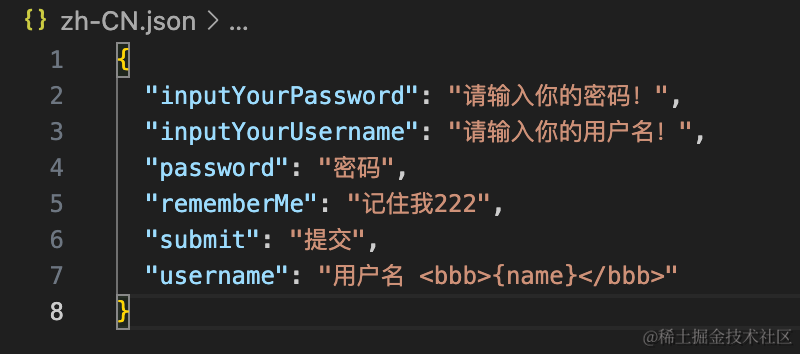 {} zh-CN.json > ...
1 {
2 "inputYourPassword": "请输入你的密码！",
3 "inputYourUsername": "请输入你的用户名！",
4 "password": "密码",
5 "rememberMe": "记住我222",
6 "submit": "提交",
7 "username": "用户名 <bbb>{name}</bbb>"
8 }
@稀土掘金技术社区